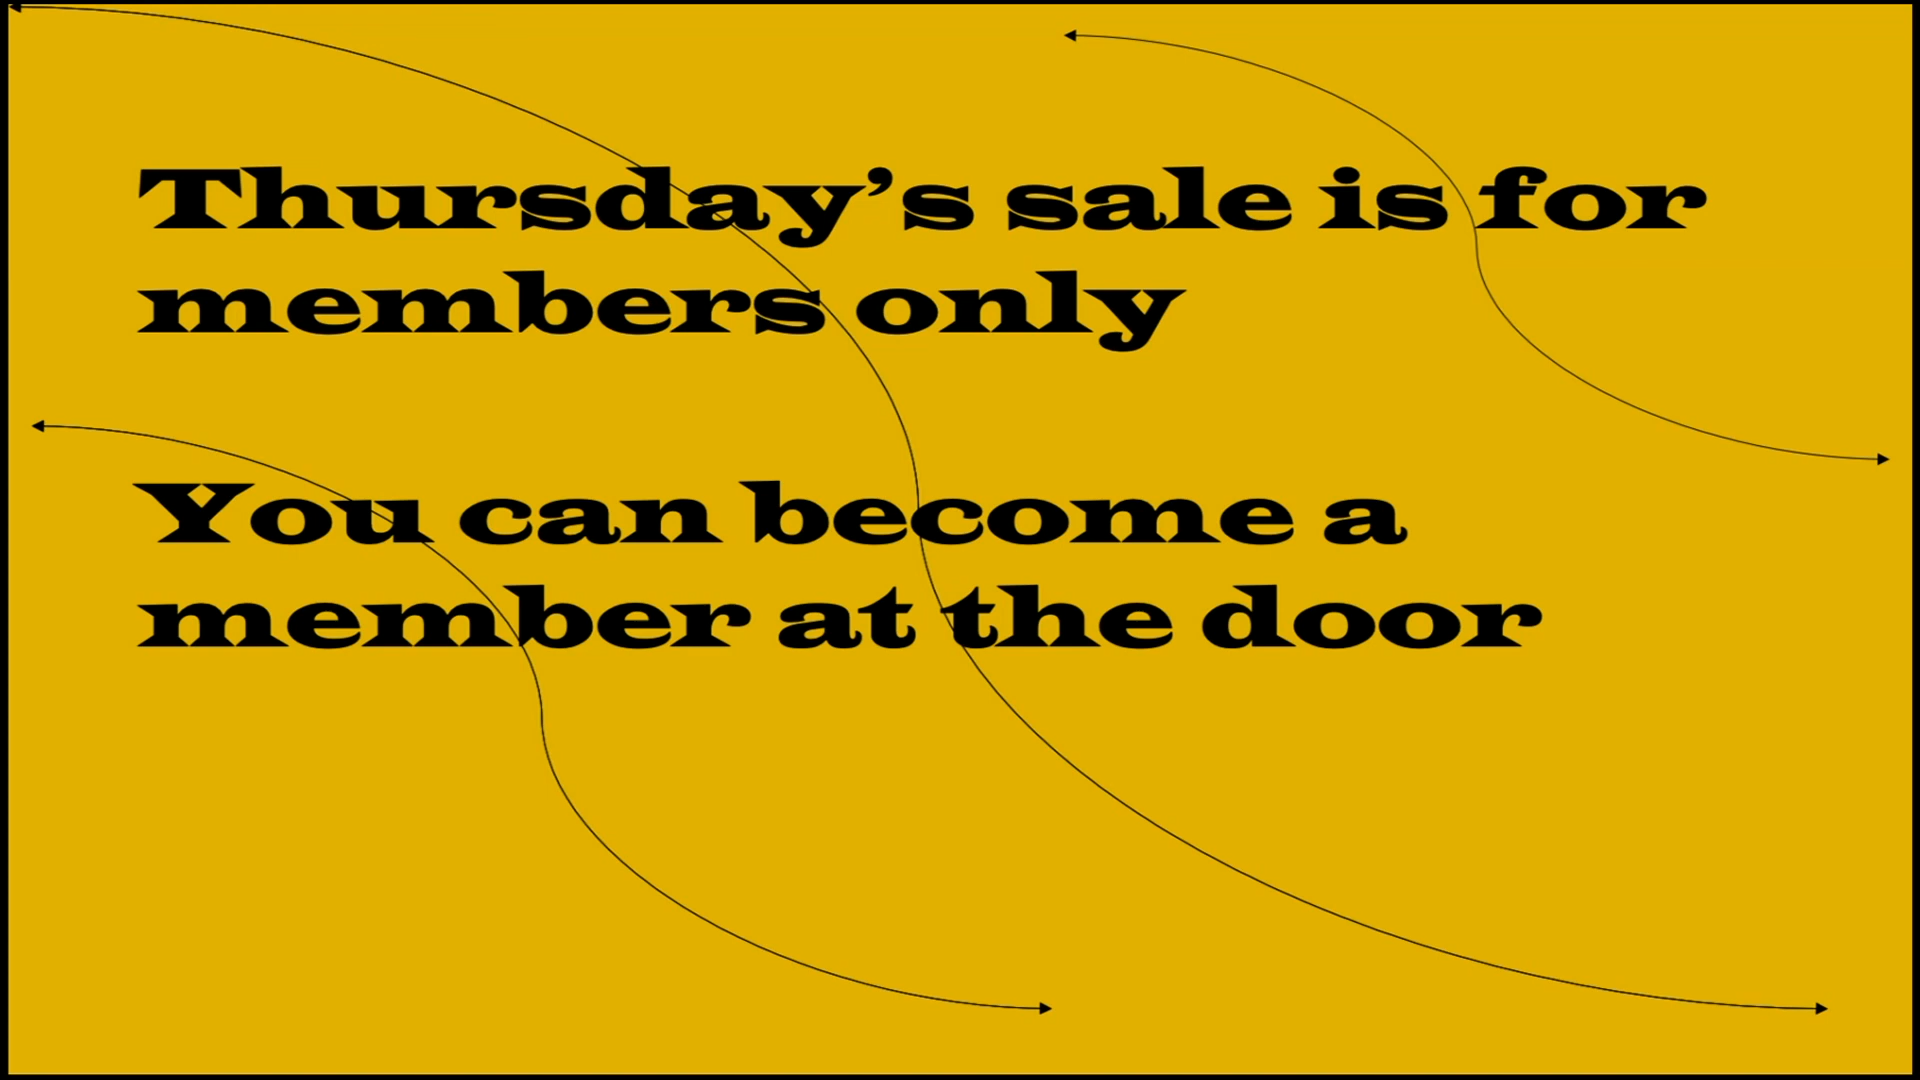 Thursday’s sale is for
members only
You can become a
member at the door